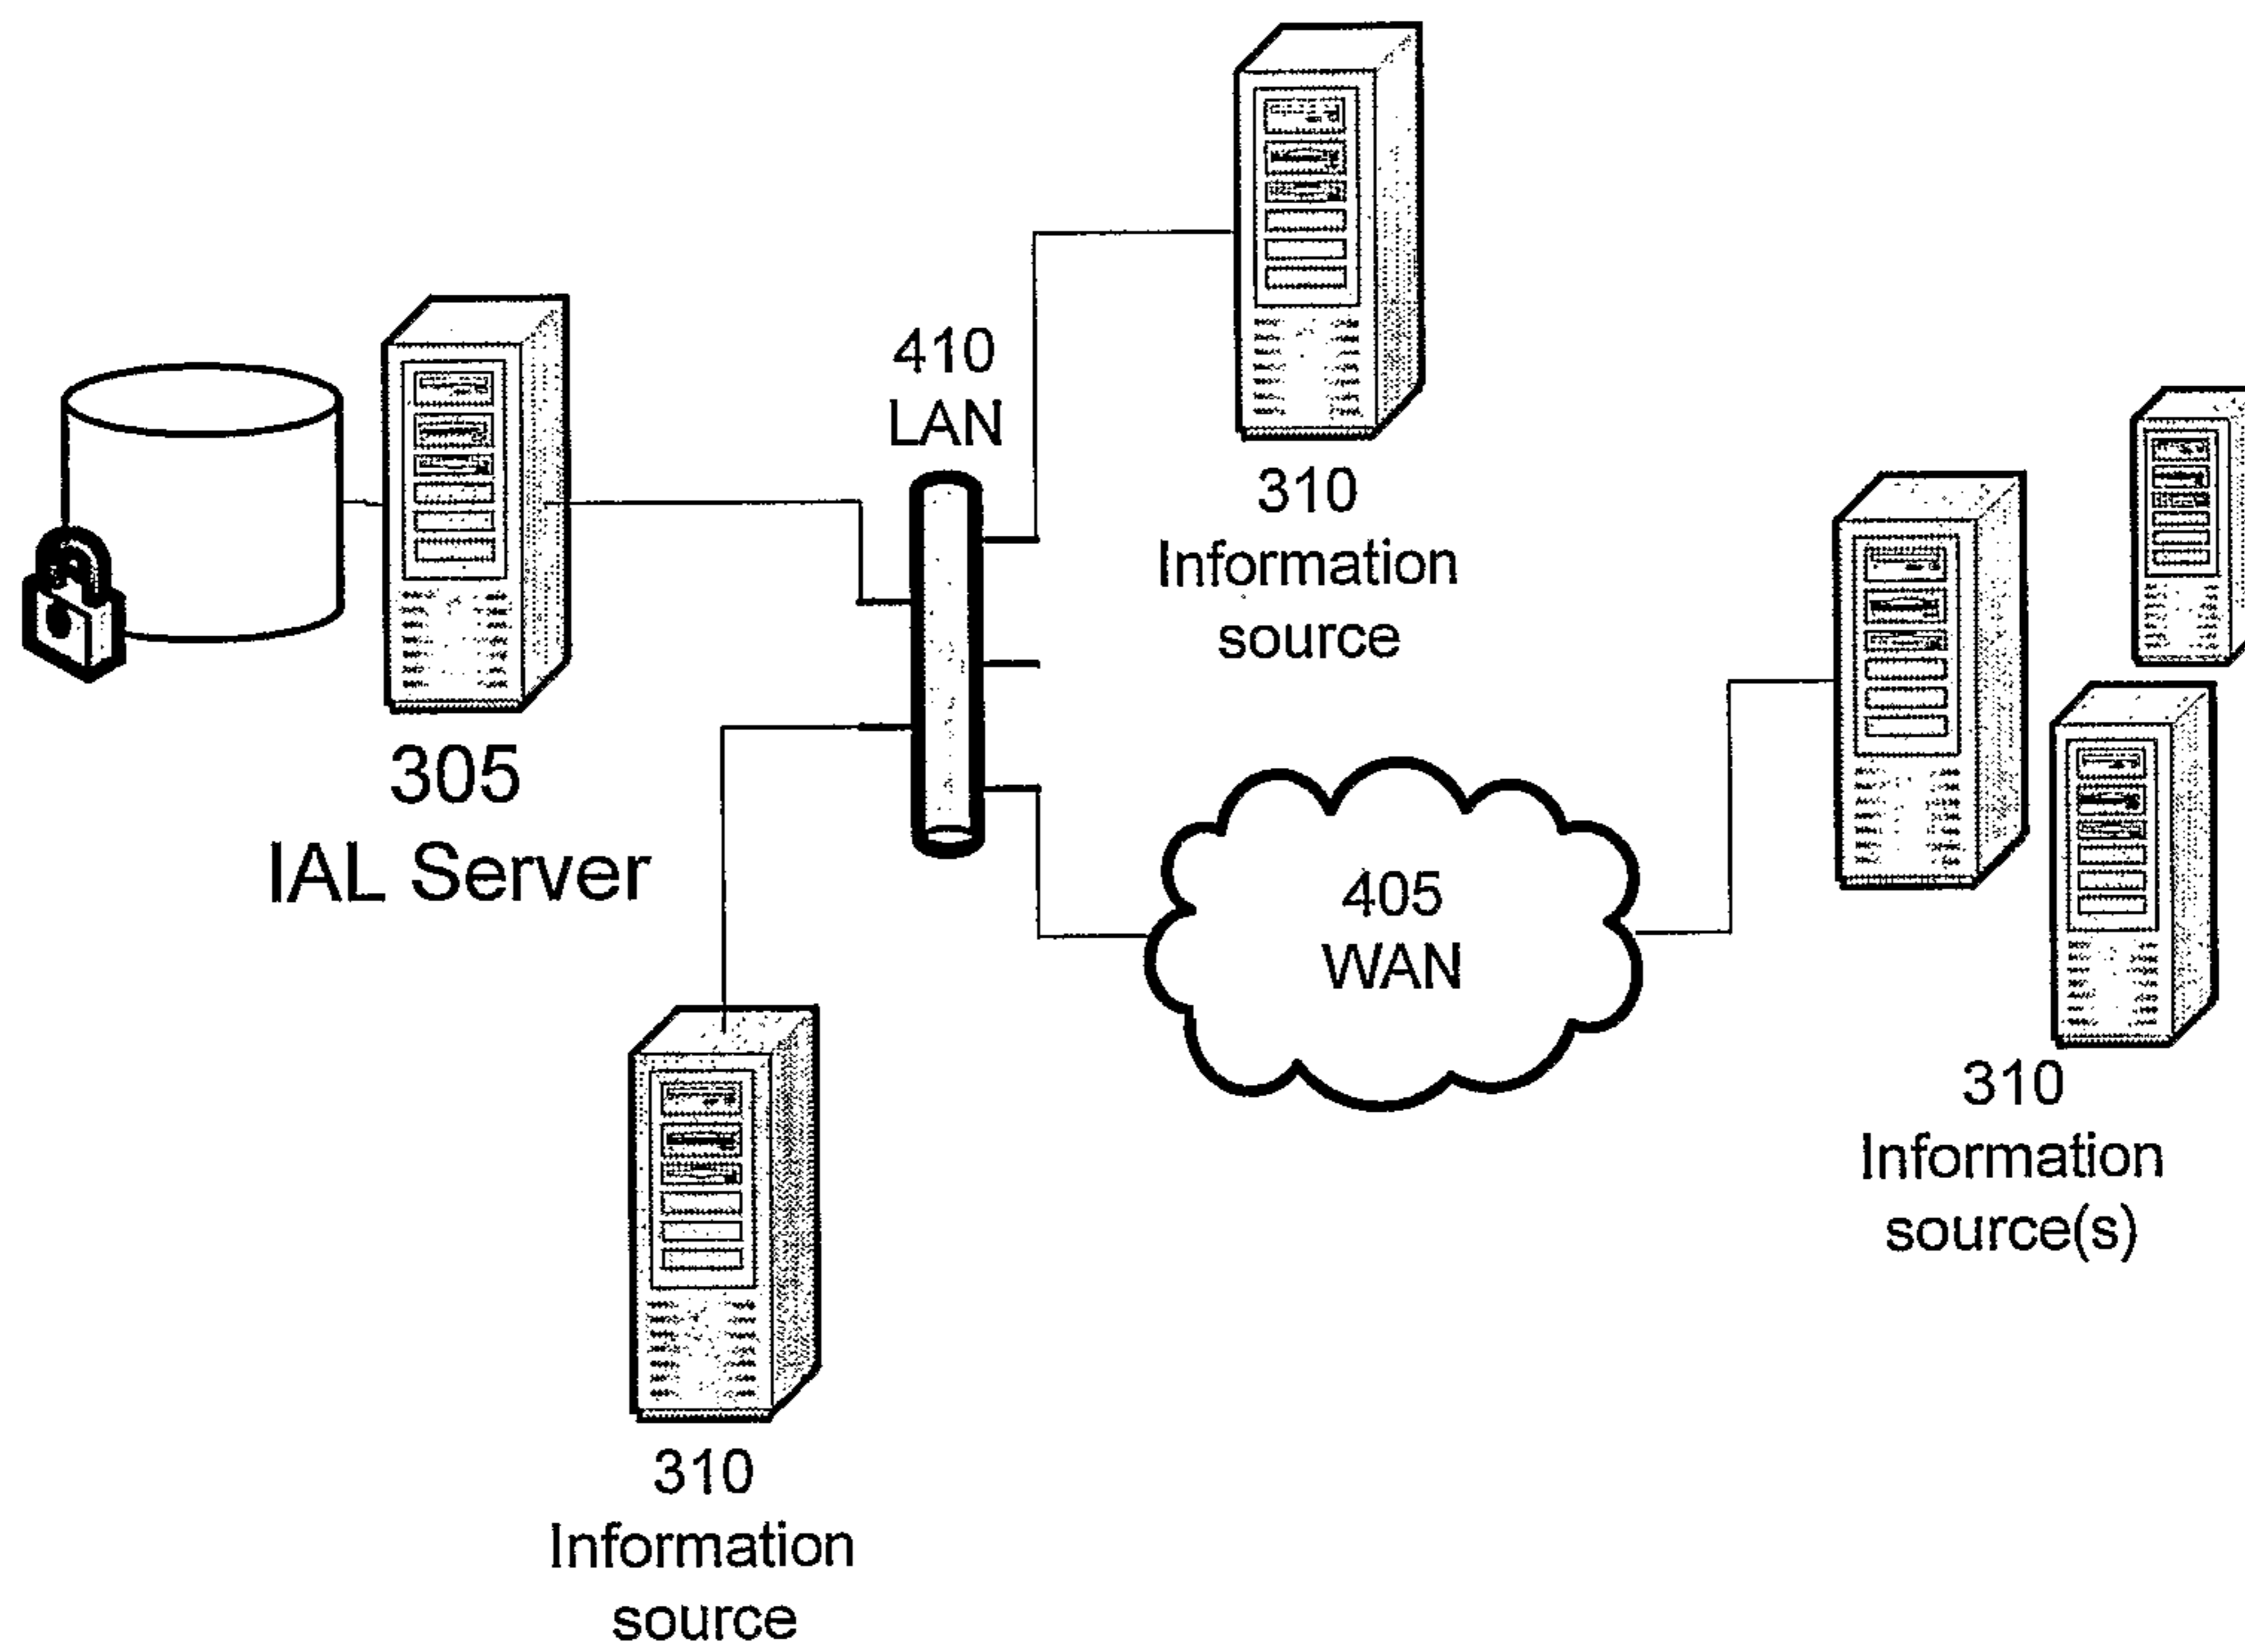 410
LAN
310
Information
source
305
IAL Server
405
WAN
310
Information
source(s)
310
Information
source